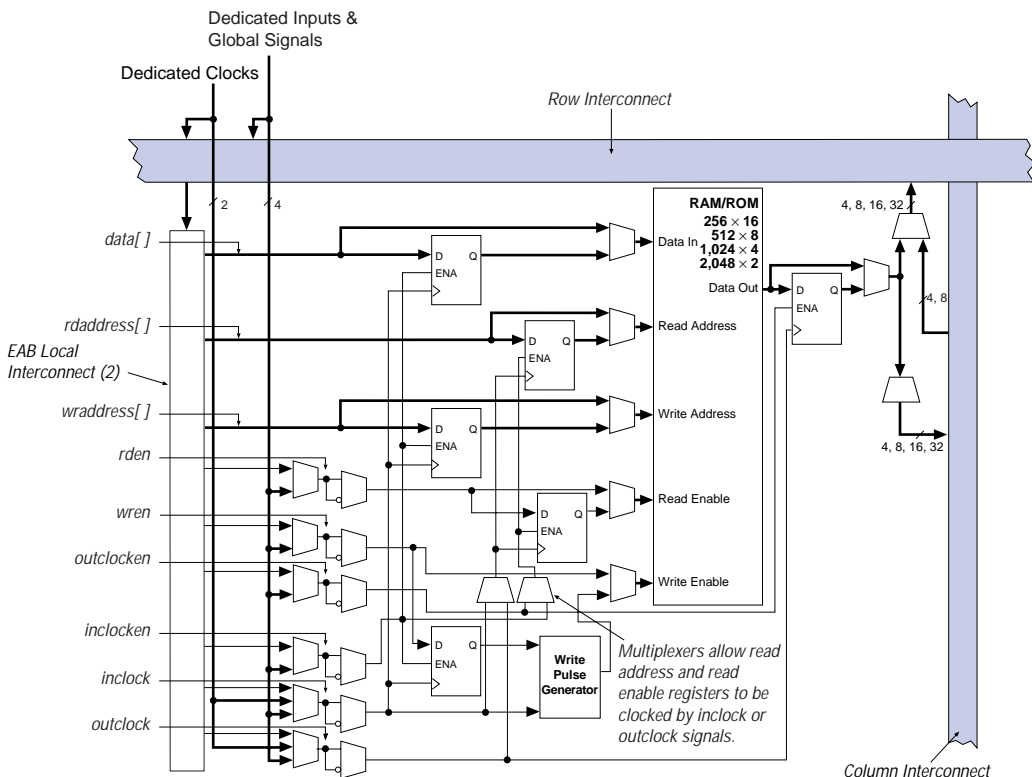 Dedicated Inputs &
Global Signals
Dedicated Clocks
Row Interconnect
2
4
4, 8, 16, 32
RAM/ROM
256 × 16
512 × 8
1,024 × 4
2,048 × 2
data[ ]
D
Q
ENA
Data In
Data Out
D
Q
ENA
4, 8
rdaddress[ ]
D
Q
ENA
Read Address
EAB Local
Interconnect (2)
wraddress[ ]
D
Q
ENA
Write Address
4, 8, 16, 32
rden
Read Enable
D
Q
ENA
wren
outclocken
Write Enable
inclocken
D
Q
ENA
Write
Pulse
Generator
Multiplexers allow read
address and read
enable registers to be
clocked by inclock or
outclock signals.
inclock
outclock
Column Interconnect